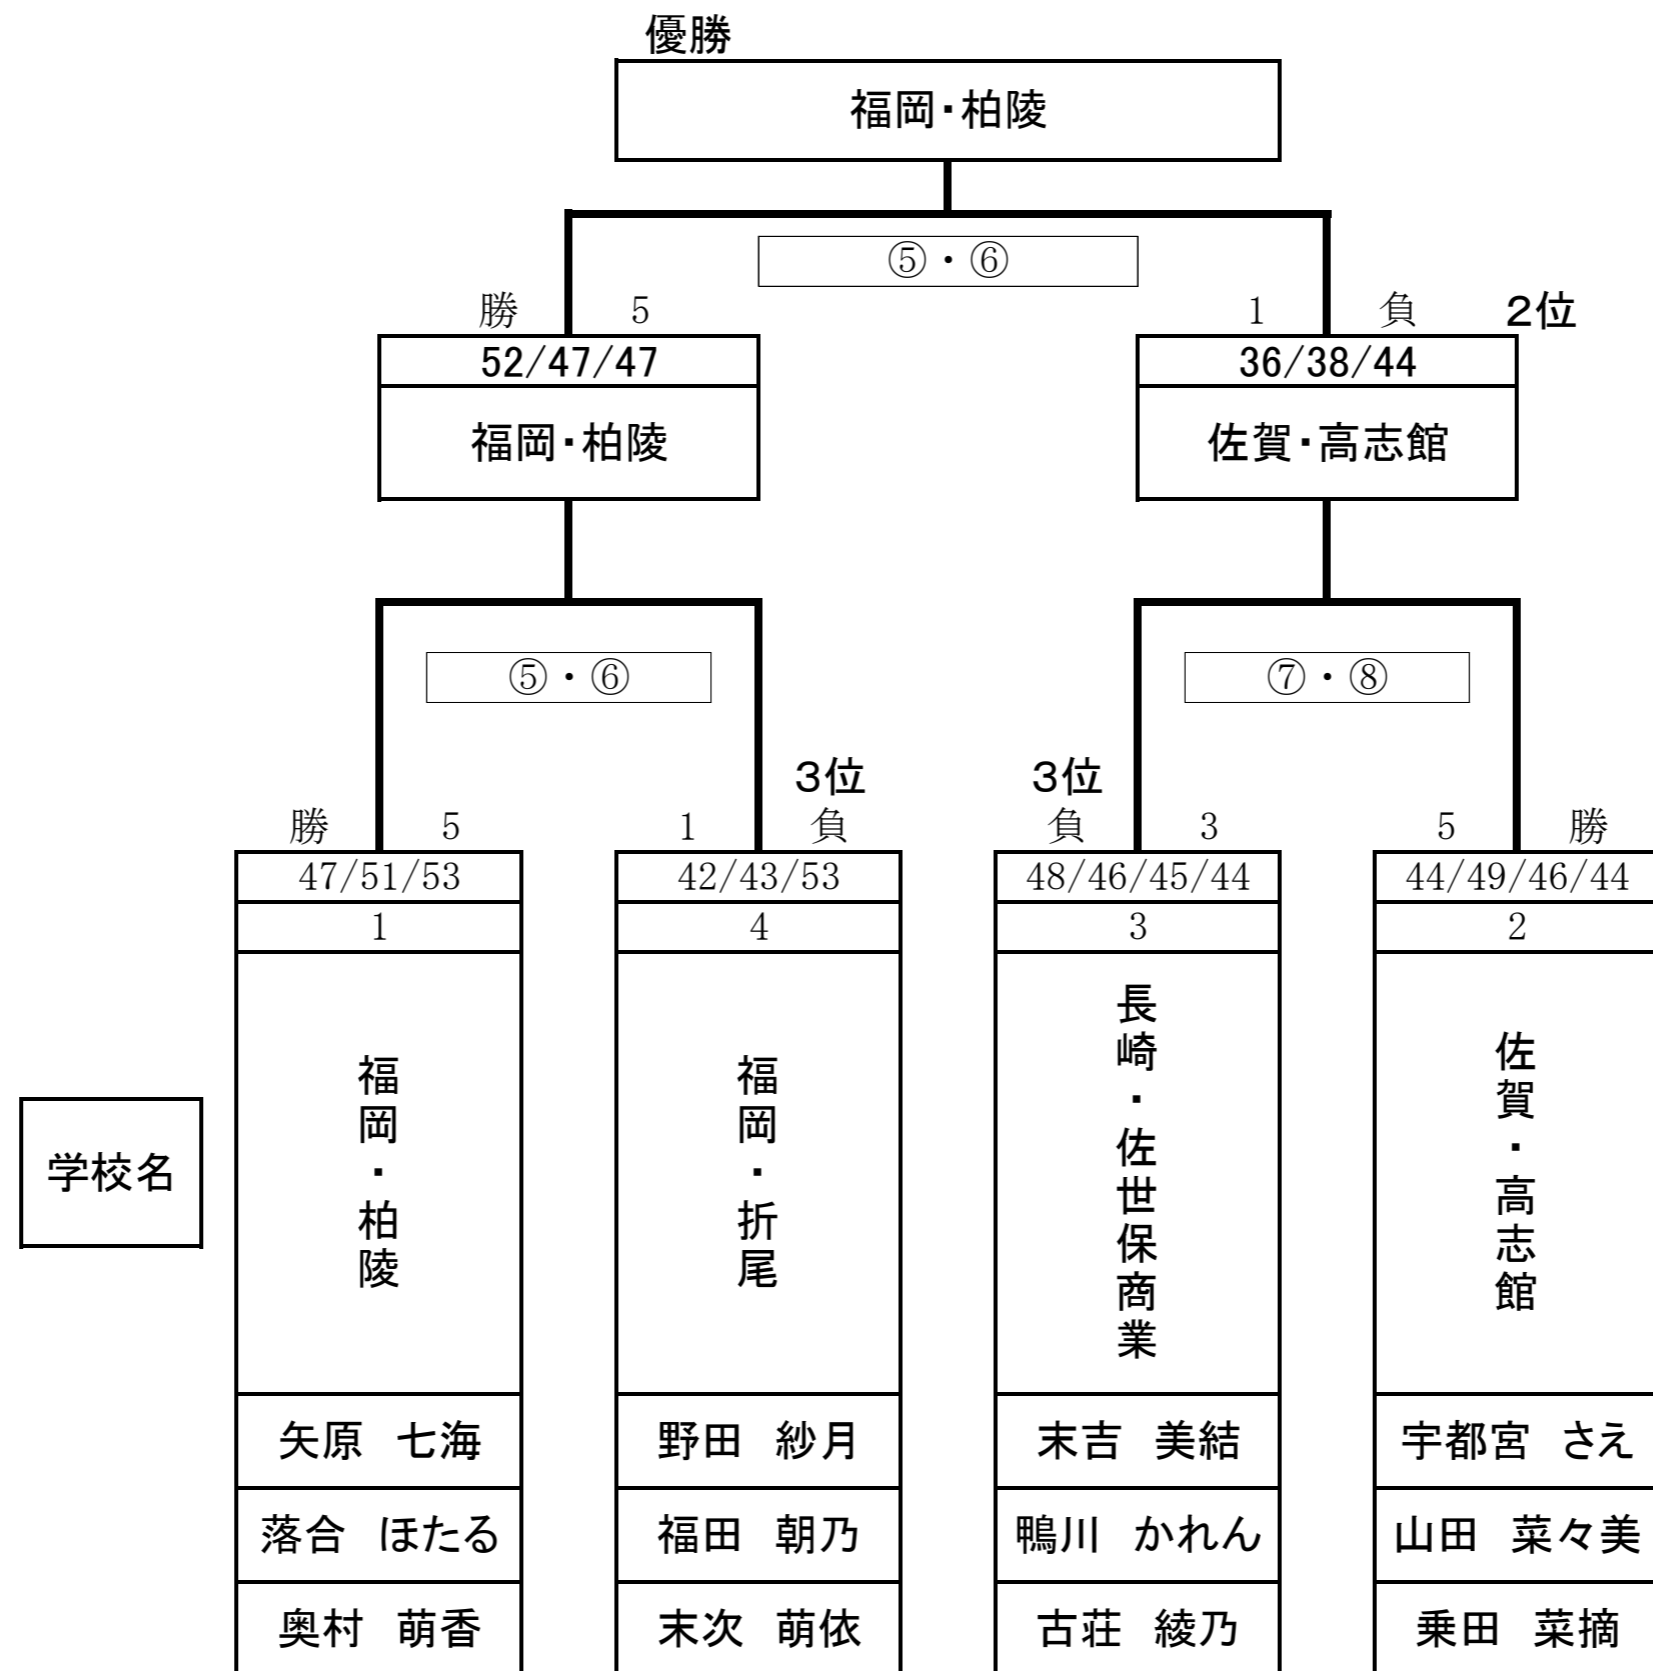 優勝
福岡・柏陵
⑤・⑥
勝 5
1 負 2位
52/47/47
36/38/44
福岡・柏陵
佐賀・高志館
⑤・⑥
⑦・⑧
3位
3位
勝 5
1 負
負 3
5 勝
47/51/53
42/43/53
48/46/45/44
44/49/46/44
1
4
3
2
学校名
福岡・柏陵
福岡・折尾
長崎・佐世保商業
佐賀・高志館
矢原 七海
野田 紗月
末吉 美結
宇都宮 さえ
落合 ほたる
福田 朝乃
鴨川 かれん
山田 菜々美
奥村 萌香
末次 萌依
古荘 綾乃
乗田 菜摘